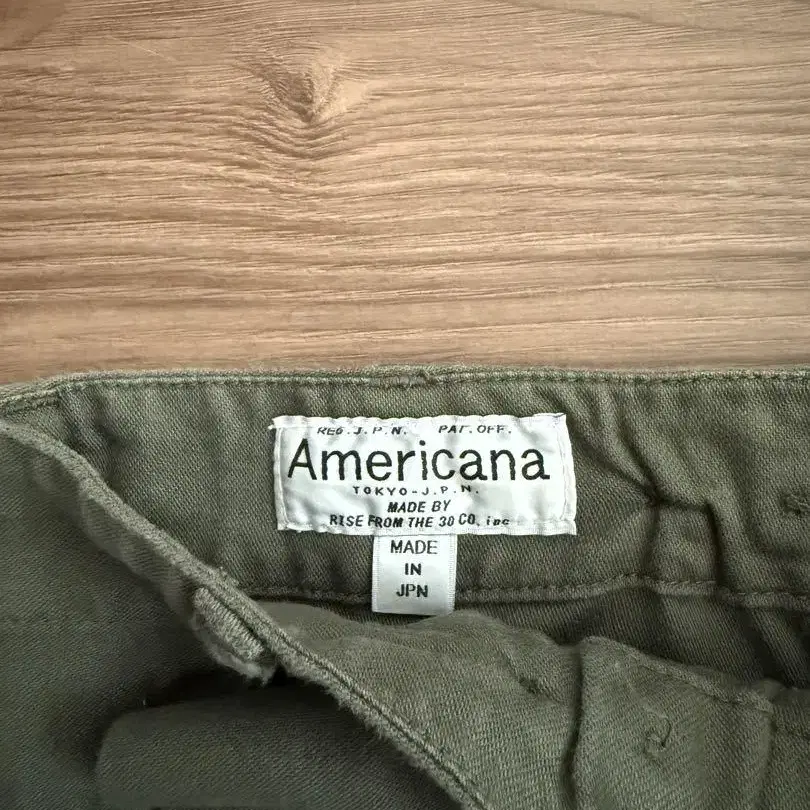 REG.J.P.N. PAT.OFF.
Americana
TOKYO-J.P.N.
MADE BY
RISE FROM THE 30 CO, inc
MADE
IN
JPN